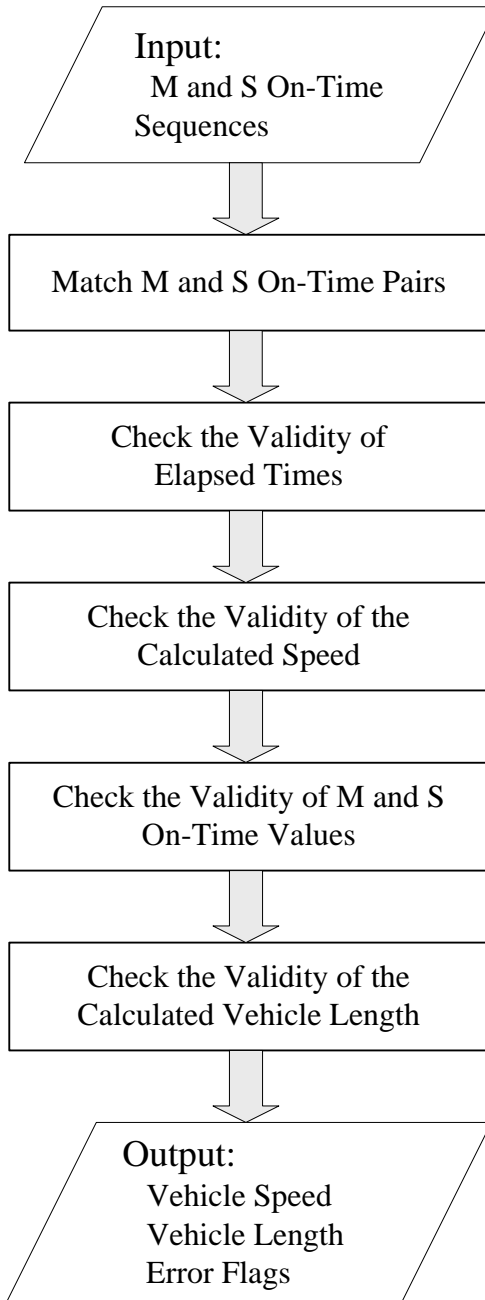 Input:
M and S On-Time
Sequences
Match M and S On-Time Pairs
Check the Validity of
Elapsed Times
Check the Validity of the
Calculated Speed
Check the Validity of M and S
On-Time Values
Check the Validity of the
Calculated Vehicle Length
Output:
Vehicle Speed
Vehicle Length
Error Flags